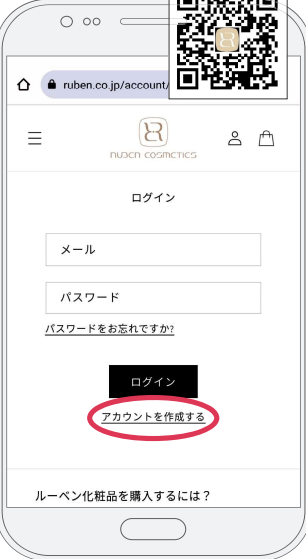 ruben.co.jp/account/
RUBEN COSMETICS
ログイン
メール
パスワード
パスワードをお忘れですか?
ログイン
アカウントを作成する
ルーベン化粧品を購入するには？